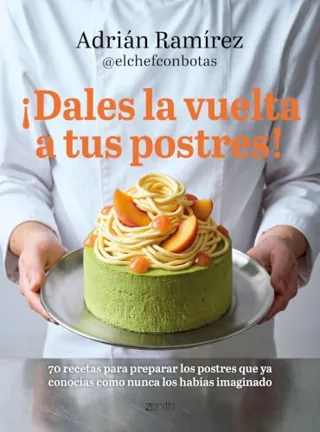 Adrián Ramírez
@elchefconbotas
¡Dales la vuelta
a tus postres!
70 recetas para preparar los postres que ya
conocías como nunca los habías imaginado
zenith